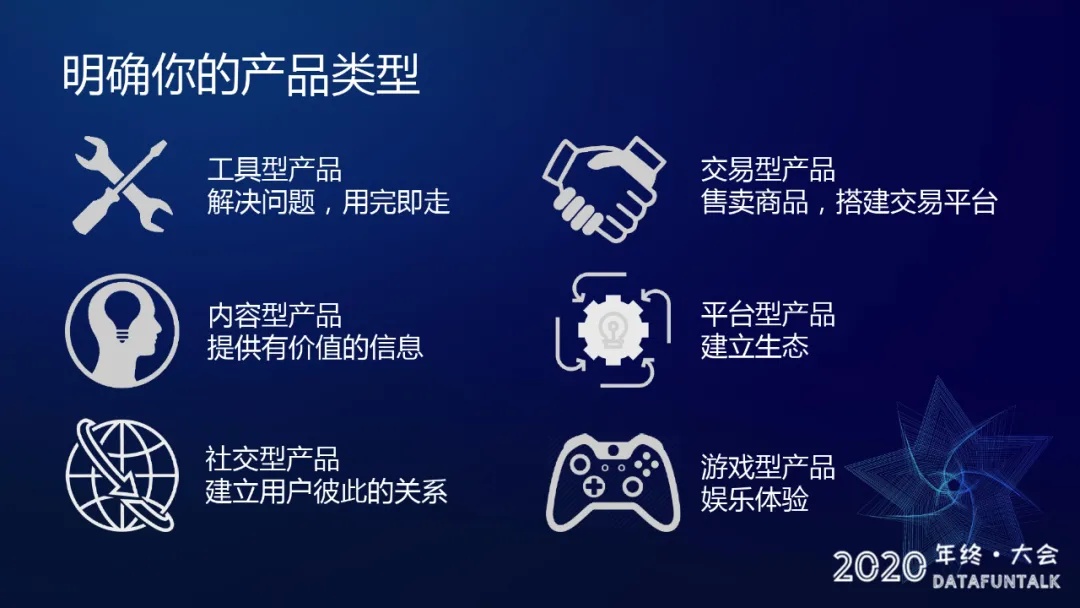 明确你的产品类型
工具型产品
解决问题，用完即走
交易型产品
售卖商品，搭建交易平台
内容型产品
提供有价值的信息
平台型产品
建立生态
社交型产品
建立用户彼此的关系
游戏型产品
娱乐体验
2020 年终·大会
DATAFUNTALK